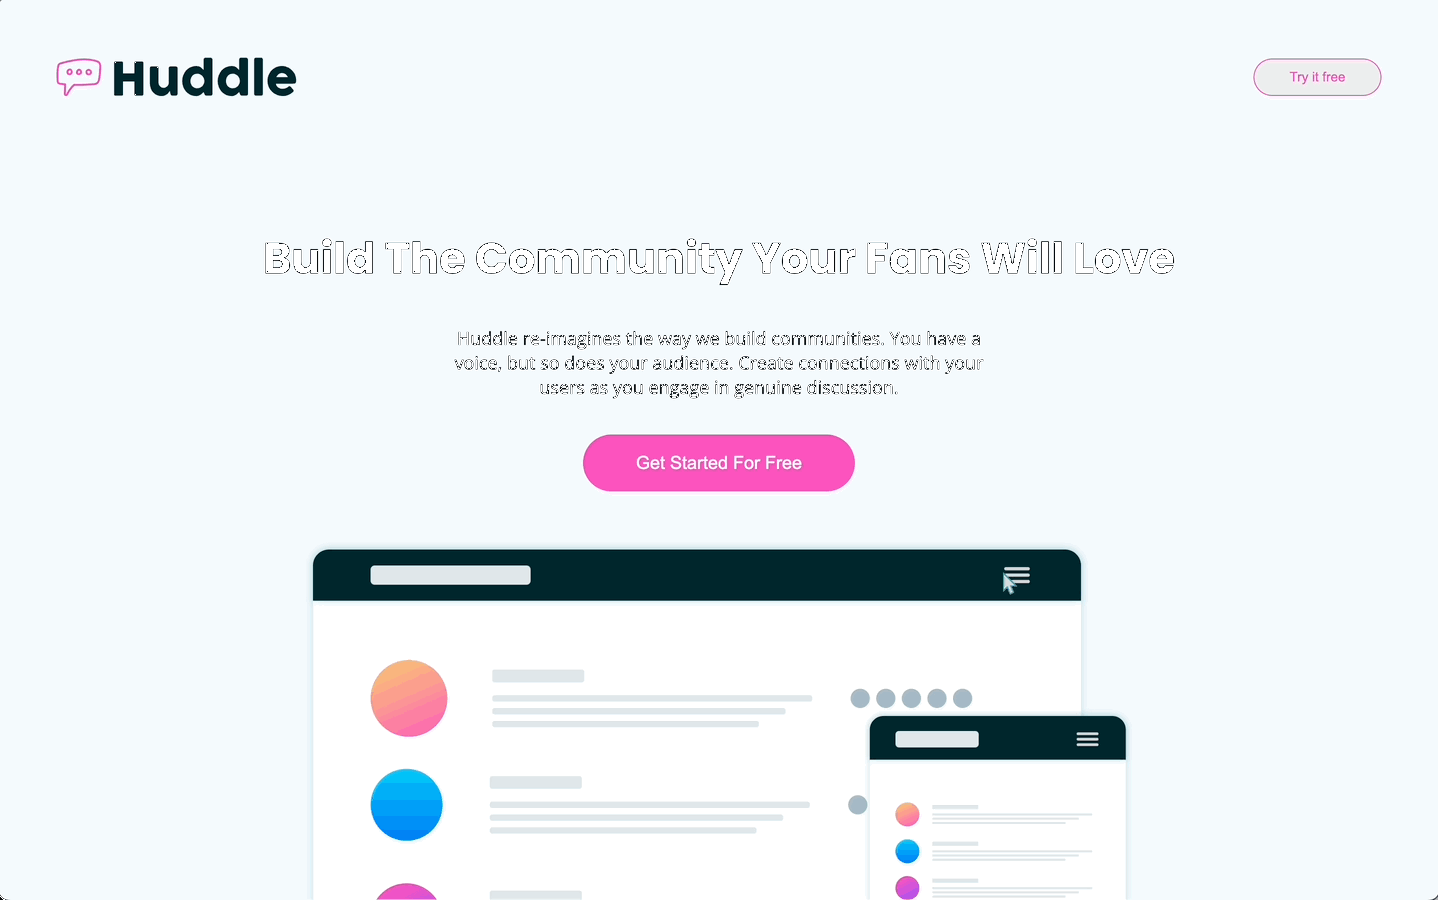 Huddle
Try it free
Build The Community Your Fans Will Love
Huddle re-imagines the way we build communities. You have a
voice, but so does your audience. Create connections with your
users as you engage in genuine discussion.
Get Started For Free